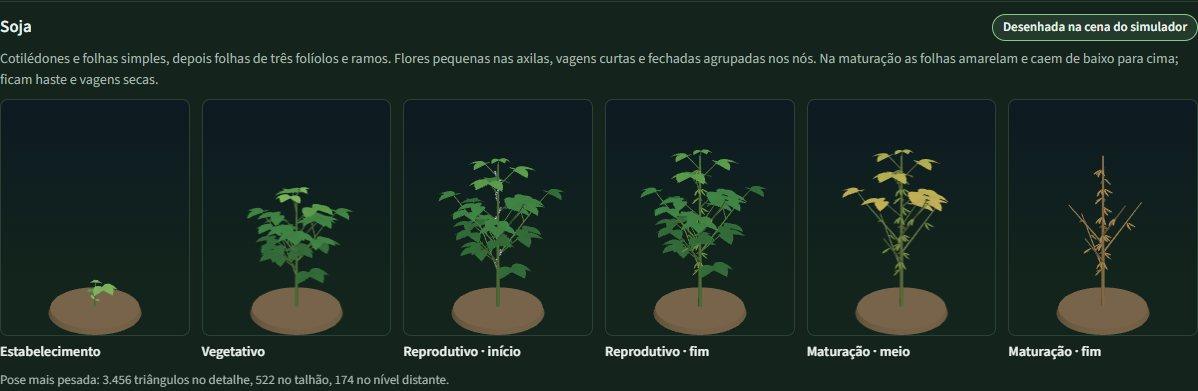 Soja
Desenhada na cena do simulador
Cotilédones e folhas simples, depois folhas de três folíolos e ramos. Flores pequenas nas axilas, vagens curtas e fechadas agrupadas nos nós. Na maturação as folhas amarelam e caem de baixo para cima;
ficam haste e vagens secas.
Estabelecimento
Vegetativo
Reprodutivo · início
Reprodutivo · fim
Maturação · meio
Maturação · fim
Pose mais pesada: 3.456 triângulos no detalhe, 522 no talhão, 174 no nível distante.